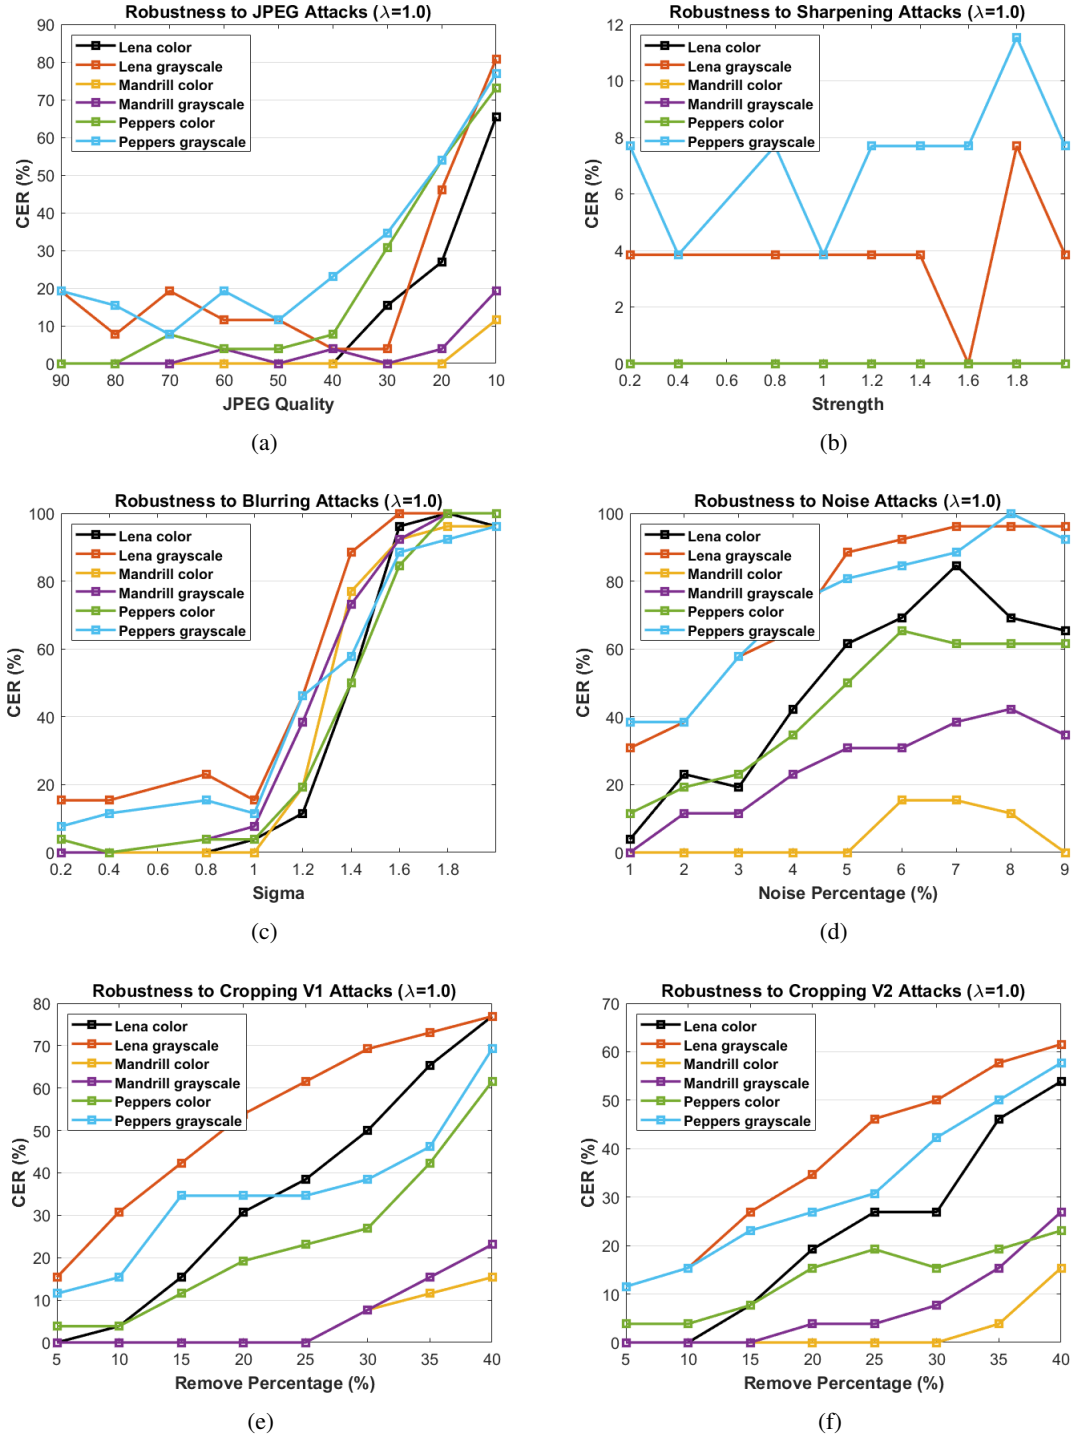 Robustness to JPEG Attacks (λ=1.0)
90
80
70
60
50
40
30
20
10
0
CER (%)
Lena color
Lena grayscale
Mandrill color
Mandrill grayscale
Peppers color
Peppers grayscale
90 80 70 60 50 40 30 20 10
JPEG Quality
(a)
Robustness to Sharpening Attacks (λ=1.0)
12
10
8
6
4
2
0
CER (%)
Lena color
Lena grayscale
Mandrill color
Mandrill grayscale
Peppers color
Peppers grayscale
0.2 0.4 0.6 0.8 1 1.2 1.4 1.6 1.8
Strength
(b)
Robustness to Blurring Attacks (λ=1.0)
100
80
60
40
20
0
CER (%)
Lena color
Lena grayscale
Mandrill color
Mandrill grayscale
Peppers color
Peppers grayscale
0.2 0.4 0.6 0.8 1 1.2 1.4 1.6 1.8
Sigma
(c)
Robustness to Noise Attacks (λ=1.0)
100
80
60
40
20
0
CER (%)
Lena color
Lena grayscale
Mandrill color
Mandrill grayscale
Peppers color
Peppers grayscale
1 2 3 4 5 6 7 8 9
Noise Percentage (%)
(d)
Robustness to Cropping V1 Attacks (λ=1.0)
80
70
60
50
40
30
20
10
0
CER (%)
Lena color
Lena grayscale
Mandrill color
Mandrill grayscale
Peppers color
Peppers grayscale
5 10 15 20 25 30 35 40
Remove Percentage (%)
(e)
Robustness to Cropping V2 Attacks (λ=1.0)
70
60
50
40
30
20
10
0
CER (%)
Lena color
Lena grayscale
Mandrill color
Mandrill grayscale
Peppers color
Peppers grayscale
5 10 15 20 25 30 35 40
Remove Percentage (%)
(f)